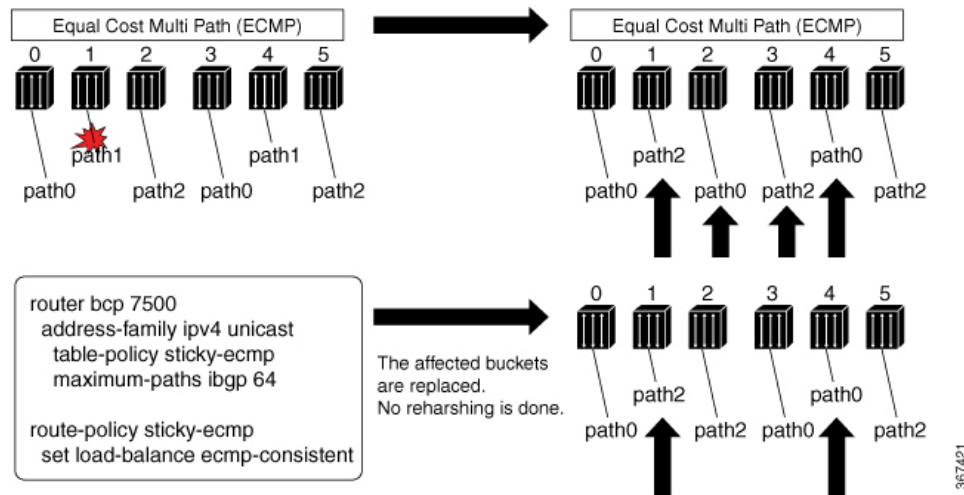 Equal Cost Multi Path (ECMP)
0 1 2 3 4 5
path1 path1
path0 path2 path0 path2
Equal Cost Multi Path (ECMP)
0 1 2 3 4 5
path2 path0
path0 path0 path2 path2
router bcp 7500
address-family ipv4 unicast
table-policy sticky-ecmp
maximum-paths ibgp 64
route-policy sticky-ecmp
set load-balance ecmp-consistent
The affected buckets
are replaced.
No reharshing is done.
0 1 2 3 4 5
path2 path0
path0 path2 path0 path2
367421